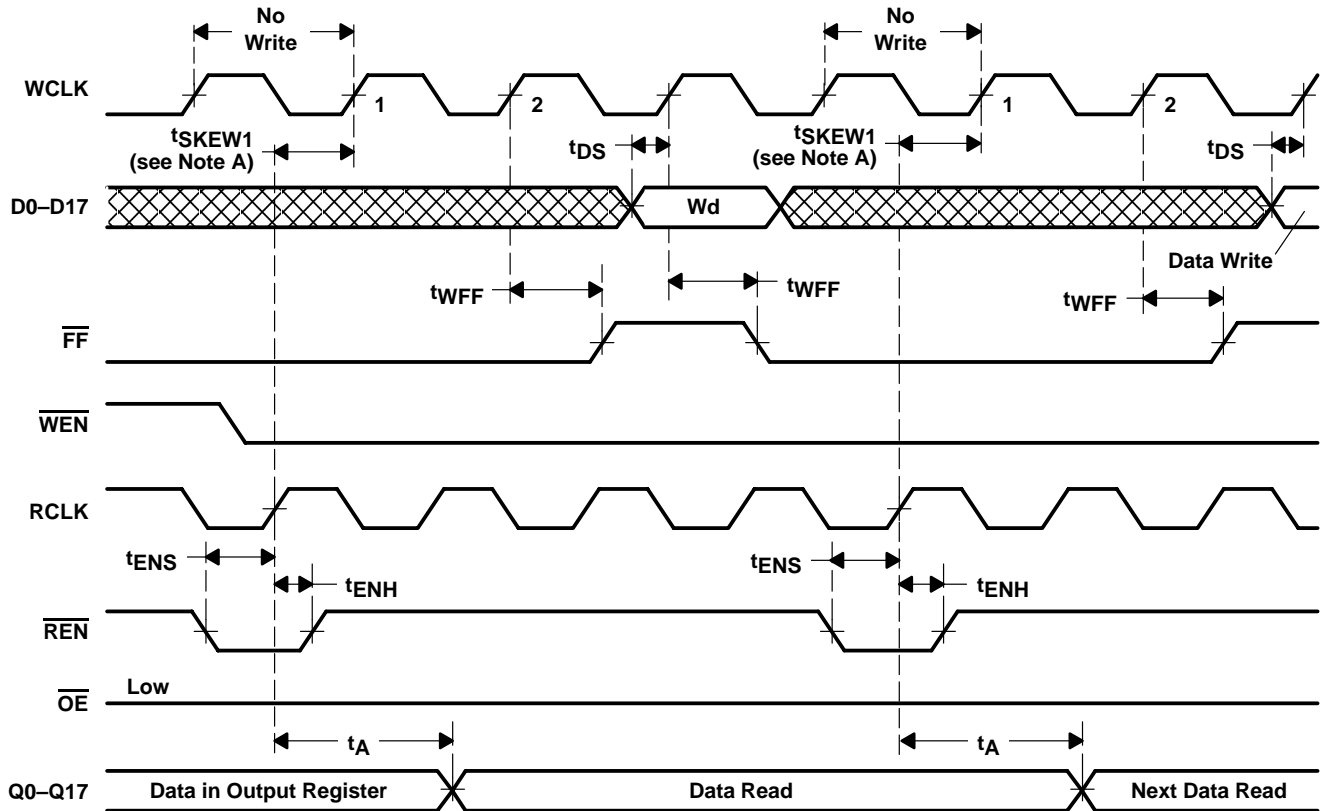 No
Write
No
Write
WCLK
1
2
1
2
tSKEW1
(see Note A)
tDS
tSKEW1
(see Note A)
tDS
D0–D17
Wd
Data Write
tWFF
tWFF
tWFF
FF
WEN
RCLK
tENS
tENH
tENS
tENH
REN
Low
OE
tA
tA
Q0–Q17
Data in Output Register
Data Read
Next Data Read